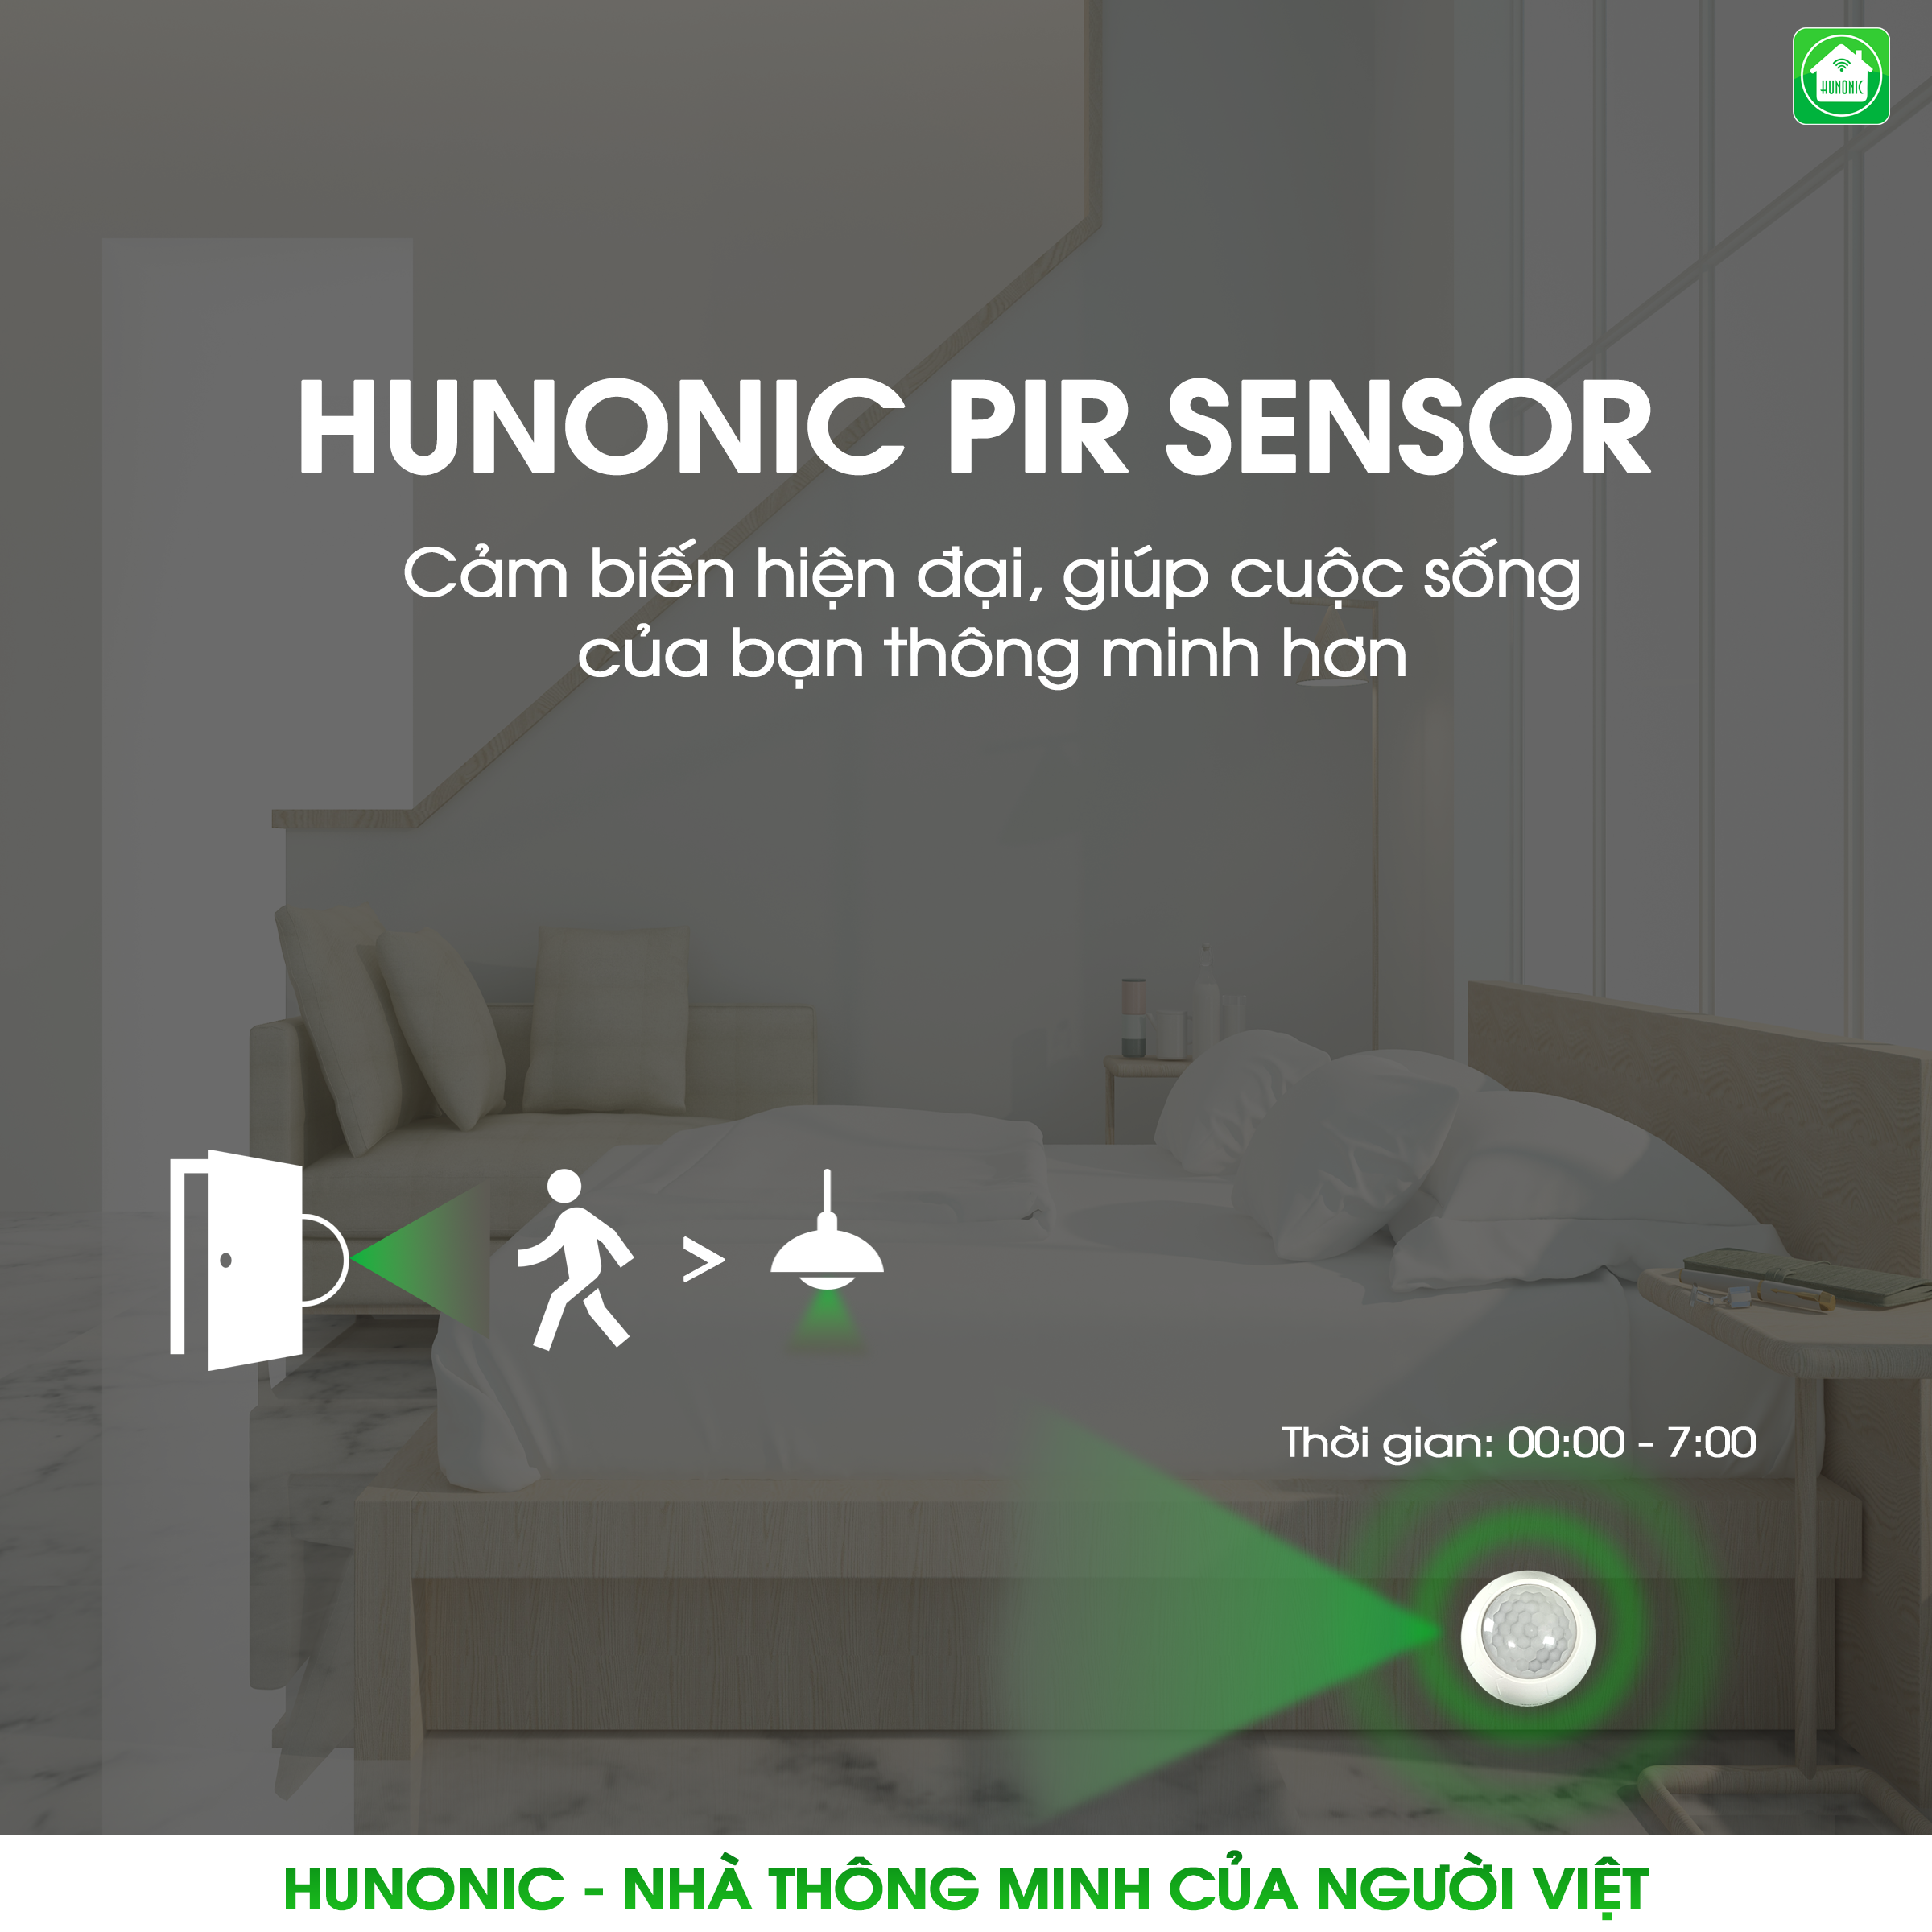 HUNONIC
HUNONIC PIR SENSOR
Cảm biến hiện đại, giúp cuộc sống
của bạn thông minh hơn
>
Thời gian: 00:00 - 7:00
HUNONIC - NHÀ THÔNG MINH CỦA NGƯỜI VIỆT